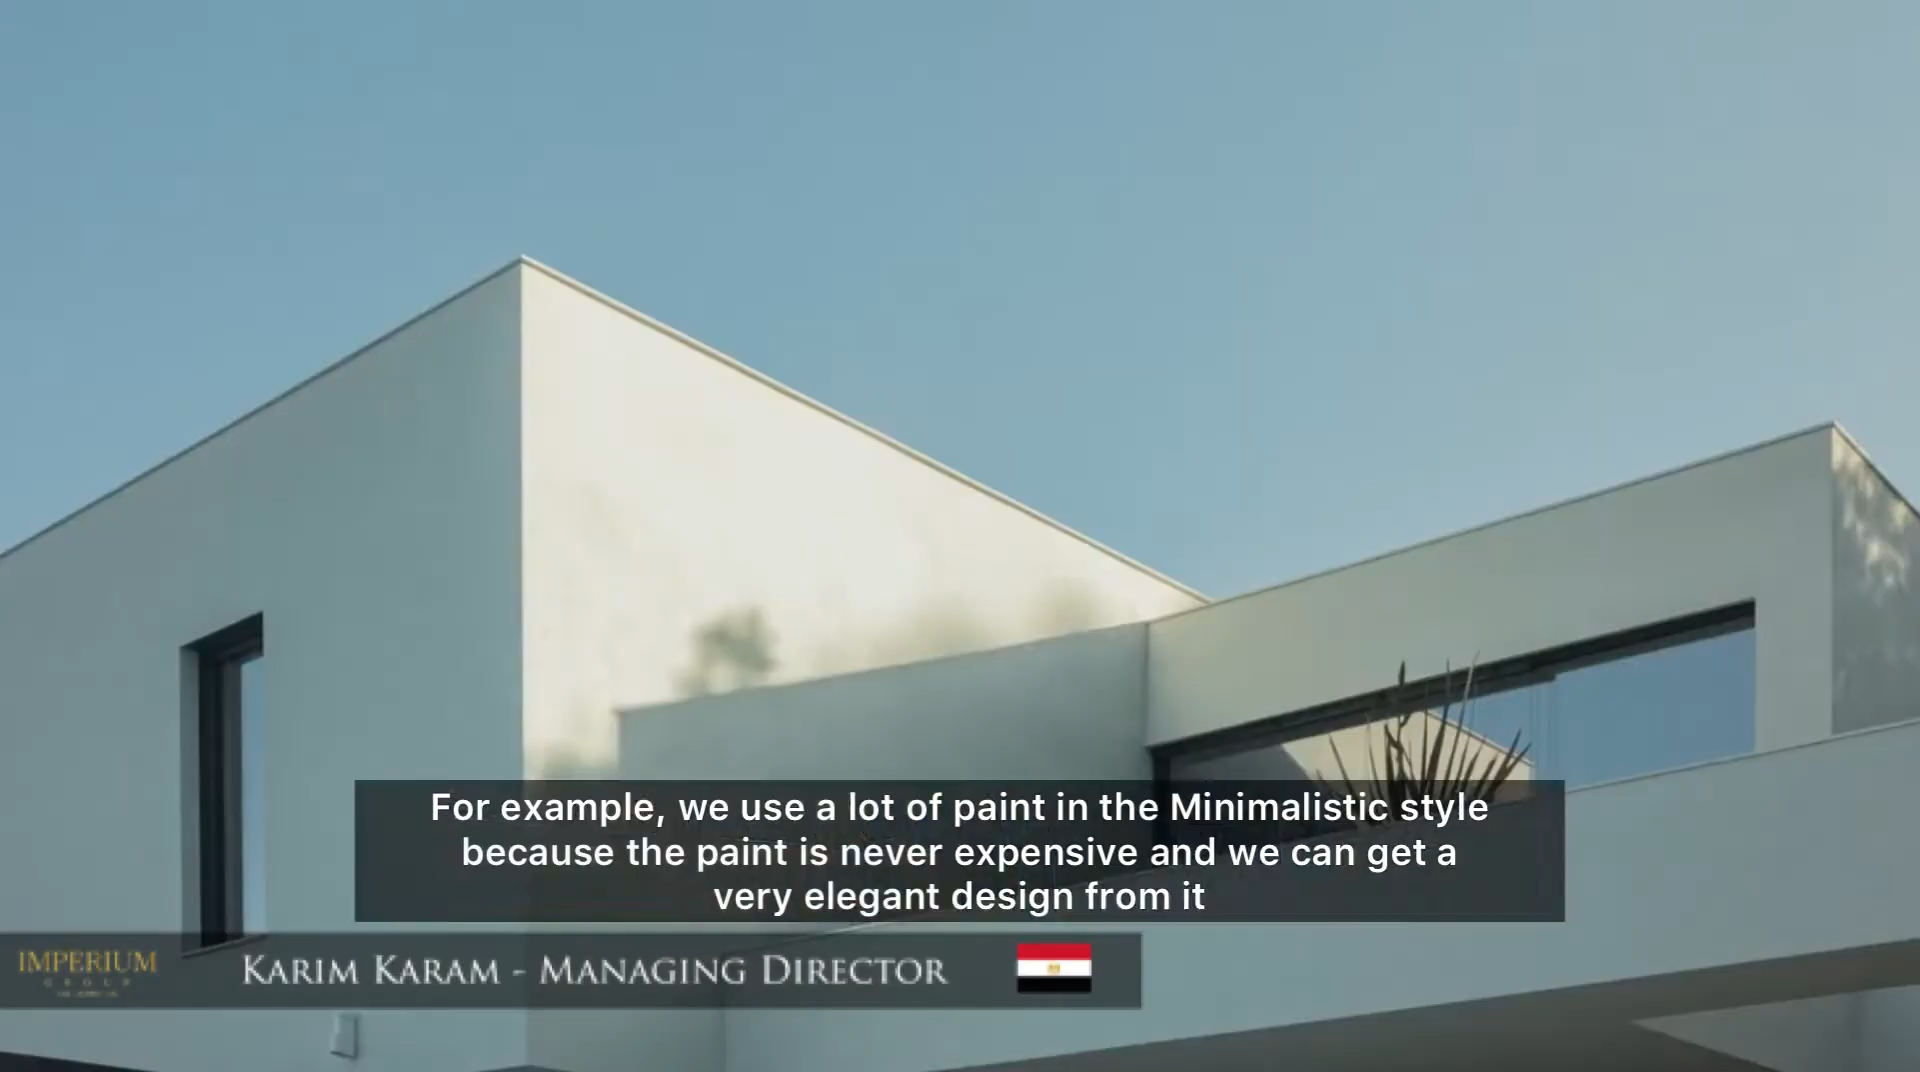 For example, we use a lot of paint in the Minimalistic style
because the paint is never expensive and we can get a
very elegant design from it
IMPERIUM
GROUP
KARIM KARAM - MANAGING DIRECTOR